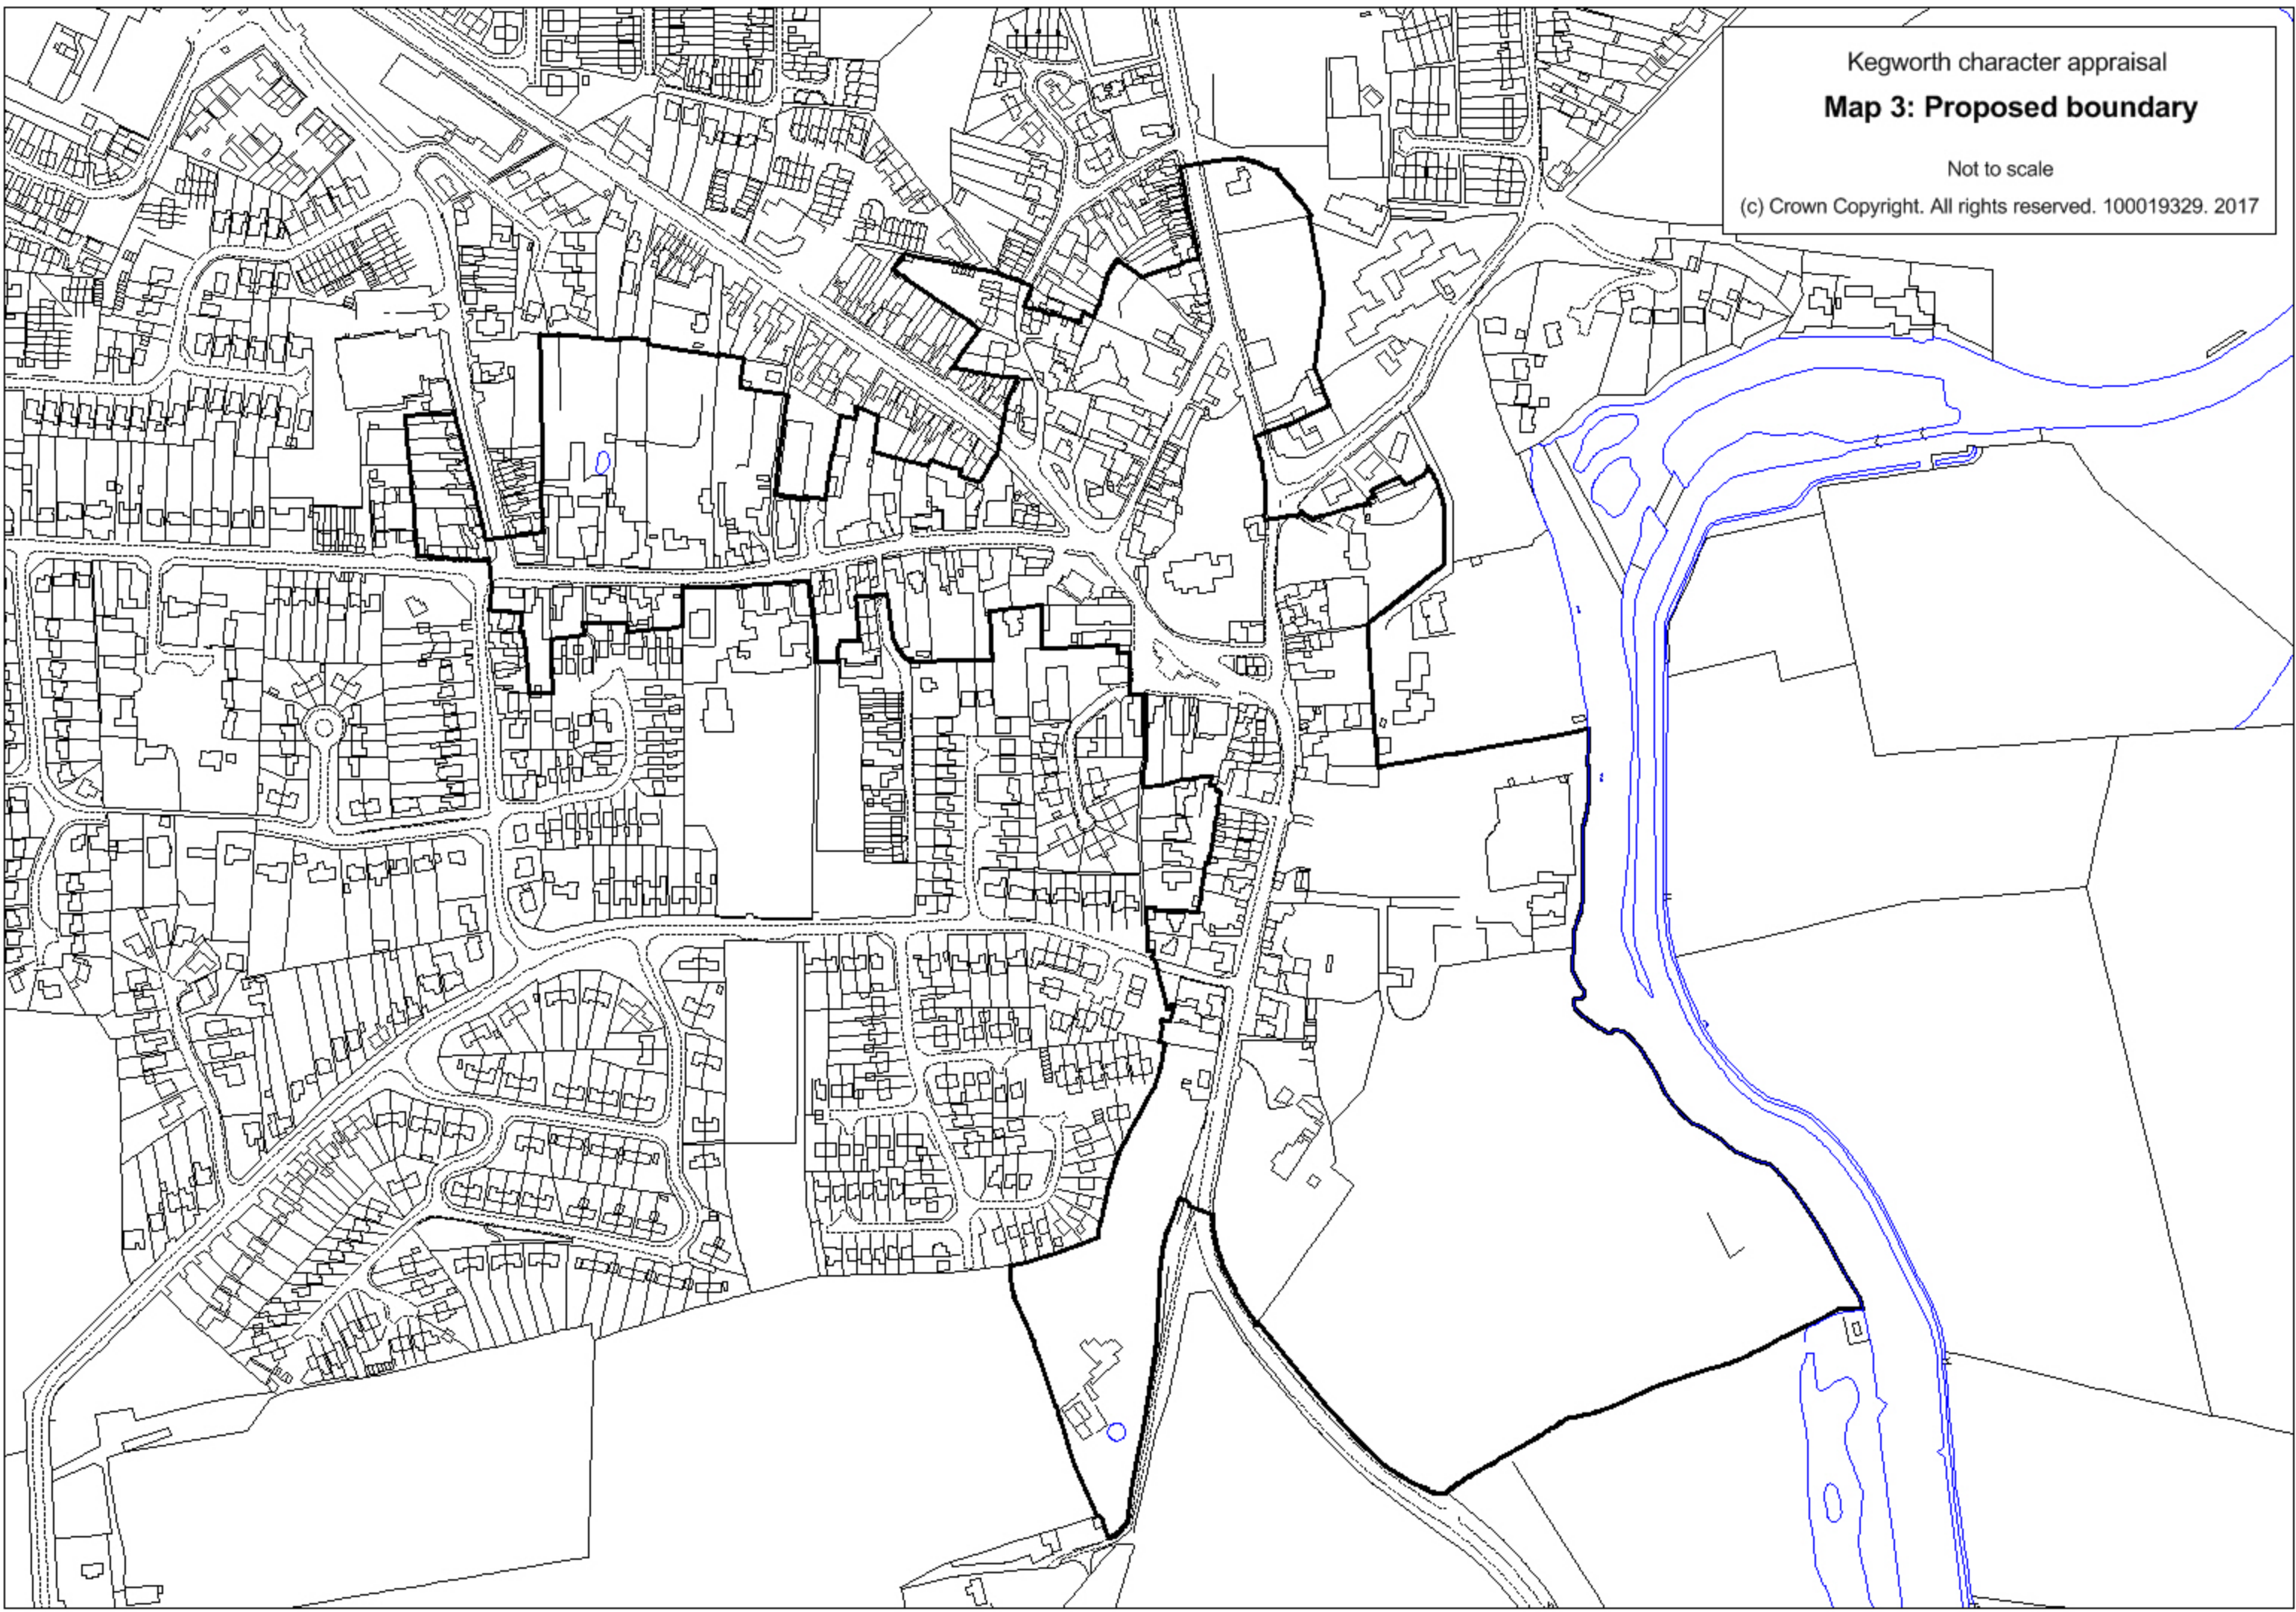 Kegworth character appraisal
Map 3: Proposed boundary
Not to scale
(c) Crown Copyright. All rights reserved. 100019329. 2017